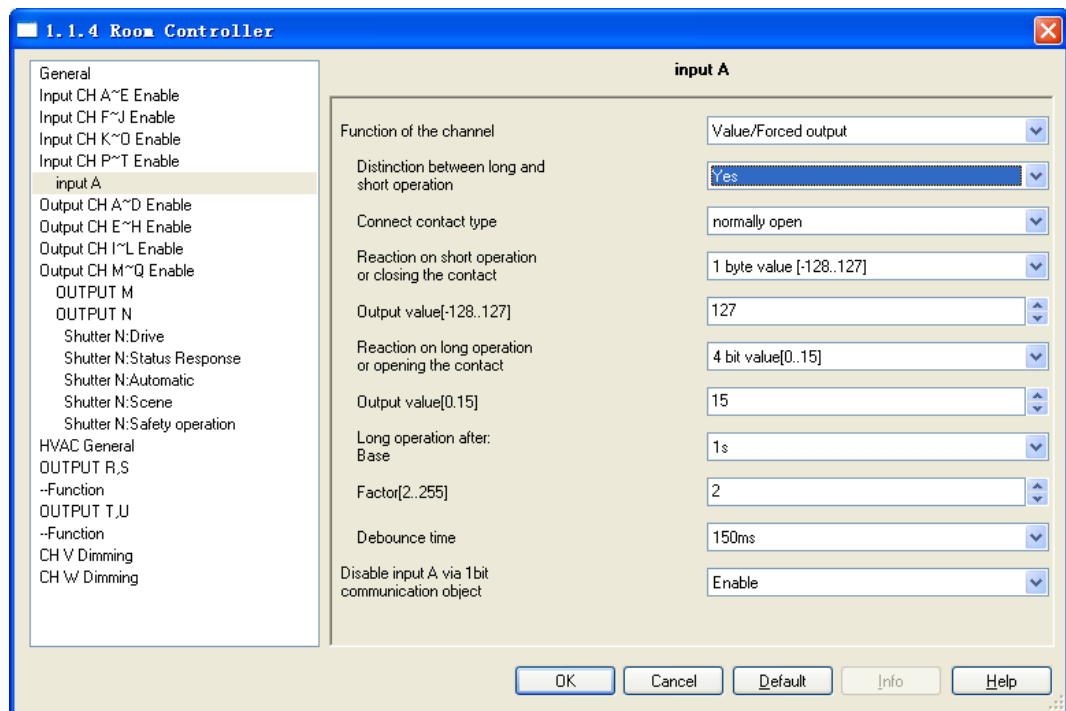 1.1.4 Room Controller
General
Input CH A~E Enable
Input CH F~J Enable
Input CH K~O Enable
Input CH P~T Enable
input A
Output CH A~D Enable
Output CH E~H Enable
Output CH I~L Enable
Output CH M~Q Enable
OUTPUT M
OUTPUT N
Shutter N:Drive
Shutter N:Status Response
Shutter N:Automatic
Shutter N:Scene
Shutter N:Safety operation
HVAC General
OUTPUT R,S
--Function
OUTPUT T,U
--Function
CH V Dimming
CH W Dimming
input A
Function of the channel
Value/Forced output
Distinction between long and
short operation
Yes
Connect contact type
normally open
Reaction on short operation
or closing the contact
1 byte value [-128..127]
Output value[-128..127]
127
Reaction on long operation
or opening the contact
4 bit value[0..15]
Output value[0.15]
15
Long operation after:
Base
1s
Factor[2..255]
2
Debounce time
150ms
Disable input A via 1bit
communication object
Enable
OK
Cancel
Default
Info
Help